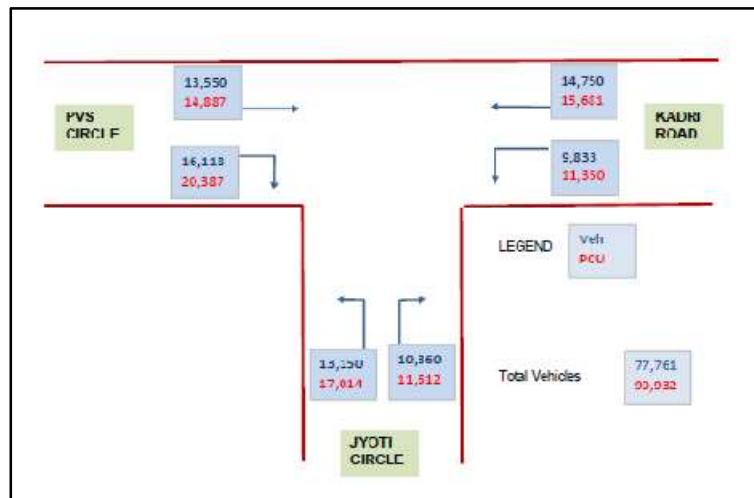 13,550
14,887
14,750
15,681
PVS
CIRCLE
KADRI
ROAD
16,118
20,387
9,833
11,350
LEGEND
Veh
PCU
13,150
17,014
10,360
11,512
Total Vehicles
77,761
JYOTI
CIRCLE